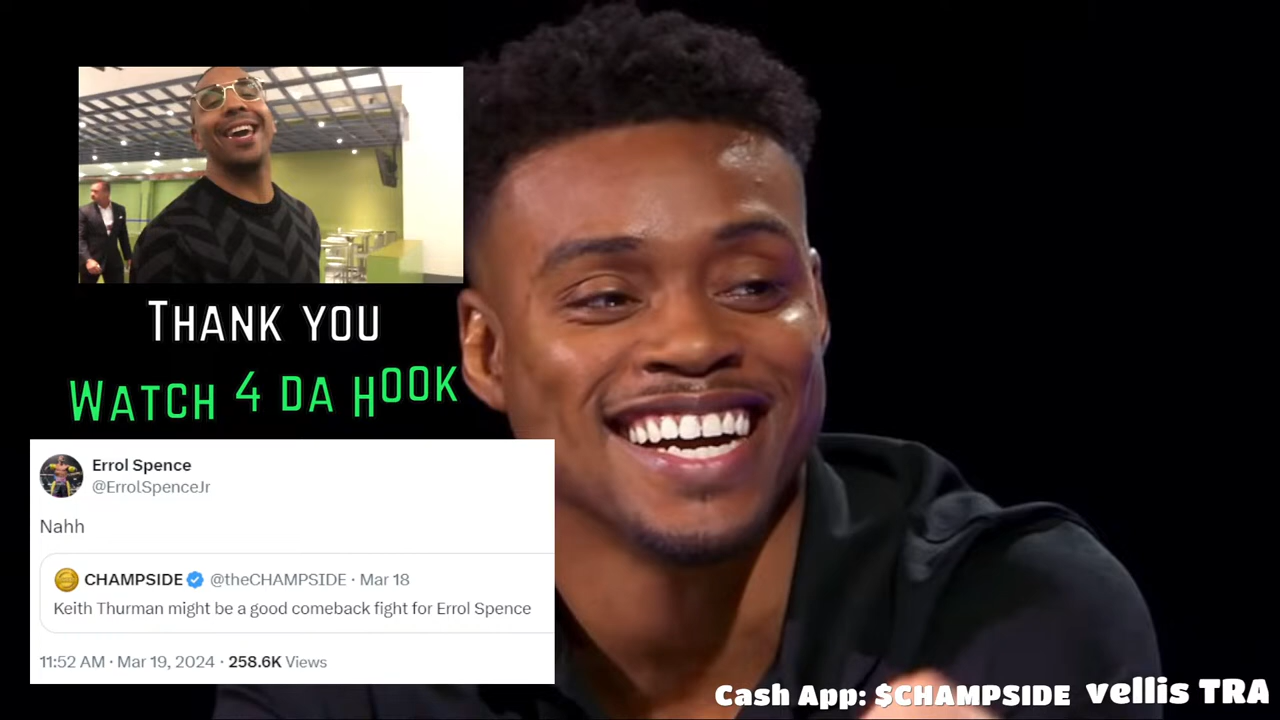 THANK YOU
WATCH 4 DA HOOK
Errol Spence
@ErrolSpenceJr
Nahh
CHAMPSIDE @theCHAMPSIDE · Mar 18
Keith Thurman might be a good comeback fight for Errol Spence
11:52 AM · Mar 19, 2024 · 258.6K Views
Cash App: $CHAMPSIDE vellis TRA